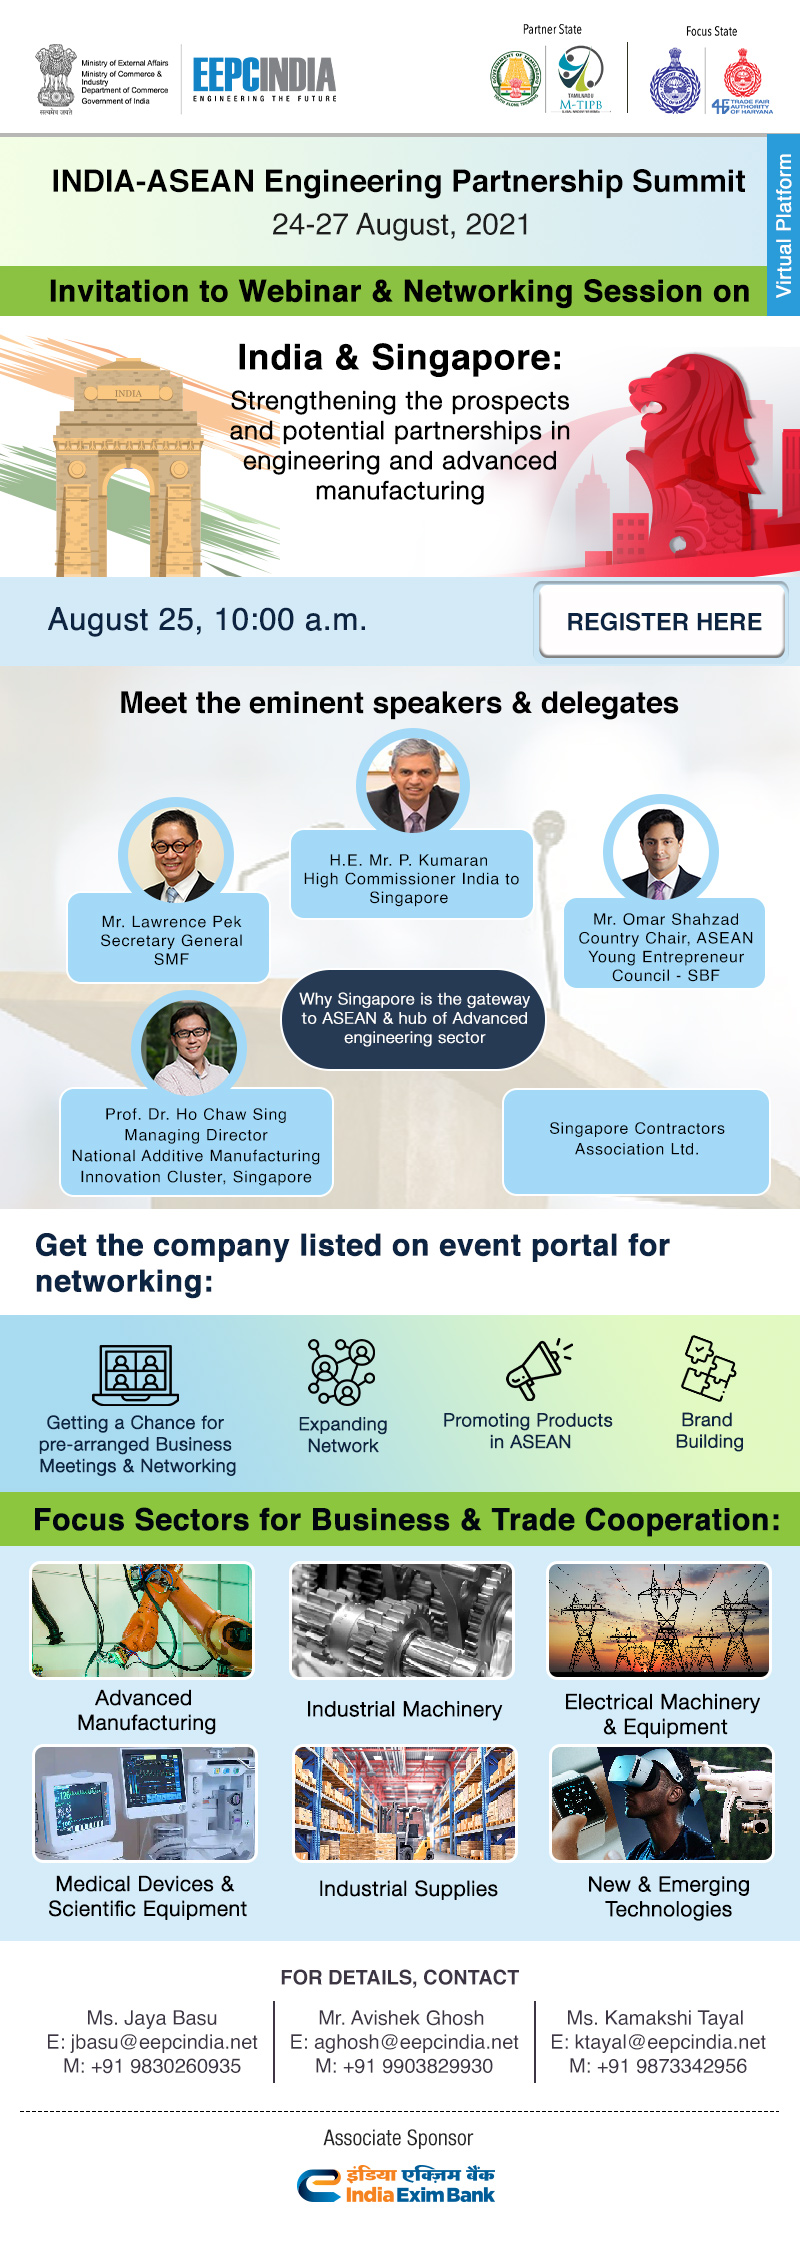 Partner State
Focus State
Ministry of External Affairs
Ministry of Commerce &
Industry
Department of Commerce
Government of India
सत्यमेव जयते
EEPCINDIA
ENGINEERING THE FUTURE
TAMILNADU
M-TIPB
TRADE FAIR
AUTHORITY
OF HARYANA
INDIA-ASEAN Engineering Partnership Summit
24-27 August, 2021
Virtual Platform
Invitation to Webinar & Networking Session on
India & Singapore:
INDIA
Strengthening the prospects
and potential partnerships in
engineering and advanced
manufacturing
August 25, 10:00 a.m.
REGISTER HERE
Meet the eminent speakers & delegates
H.E. Mr. P. Kumaran
High Commissioner India to
Singapore
Mr. Lawrence Pek
Secretary General
SMF
Mr. Omar Shahzad
Country Chair, ASEAN
Young Entrepreneur
Council - SBF
Why Singapore is the gateway
to ASEAN & hub of Advanced
engineering sector
Prof. Dr. Ho Chaw Sing
Managing Director
National Additive Manufacturing
Innovation Cluster, Singapore
Singapore Contractors
Association Ltd.
Get the company listed on event portal for
networking:
Getting a Chance for
pre-arranged Business
Meetings & Networking
Expanding
Network
Promoting Products
in ASEAN
Brand
Building
Focus Sectors for Business & Trade Cooperation:
Advanced
Manufacturing
Industrial Machinery
Electrical Machinery
& Equipment
Medical Devices &
Scientific Equipment
Industrial Supplies
New & Emerging
Technologies
FOR DETAILS, CONTACT
Ms. Jaya Basu
E: jbasu@eepcindia.net
M: +91 9830260935
Mr. Avishek Ghosh
E: aghosh@eepcindia.net
M: +91 9903829930
Ms. Kamakshi Tayal
E: ktayal@eepcindia.net
M: +91 9873342956
Associate Sponsor
इंडिया एक्ज़िम बैंक
India Exim Bank